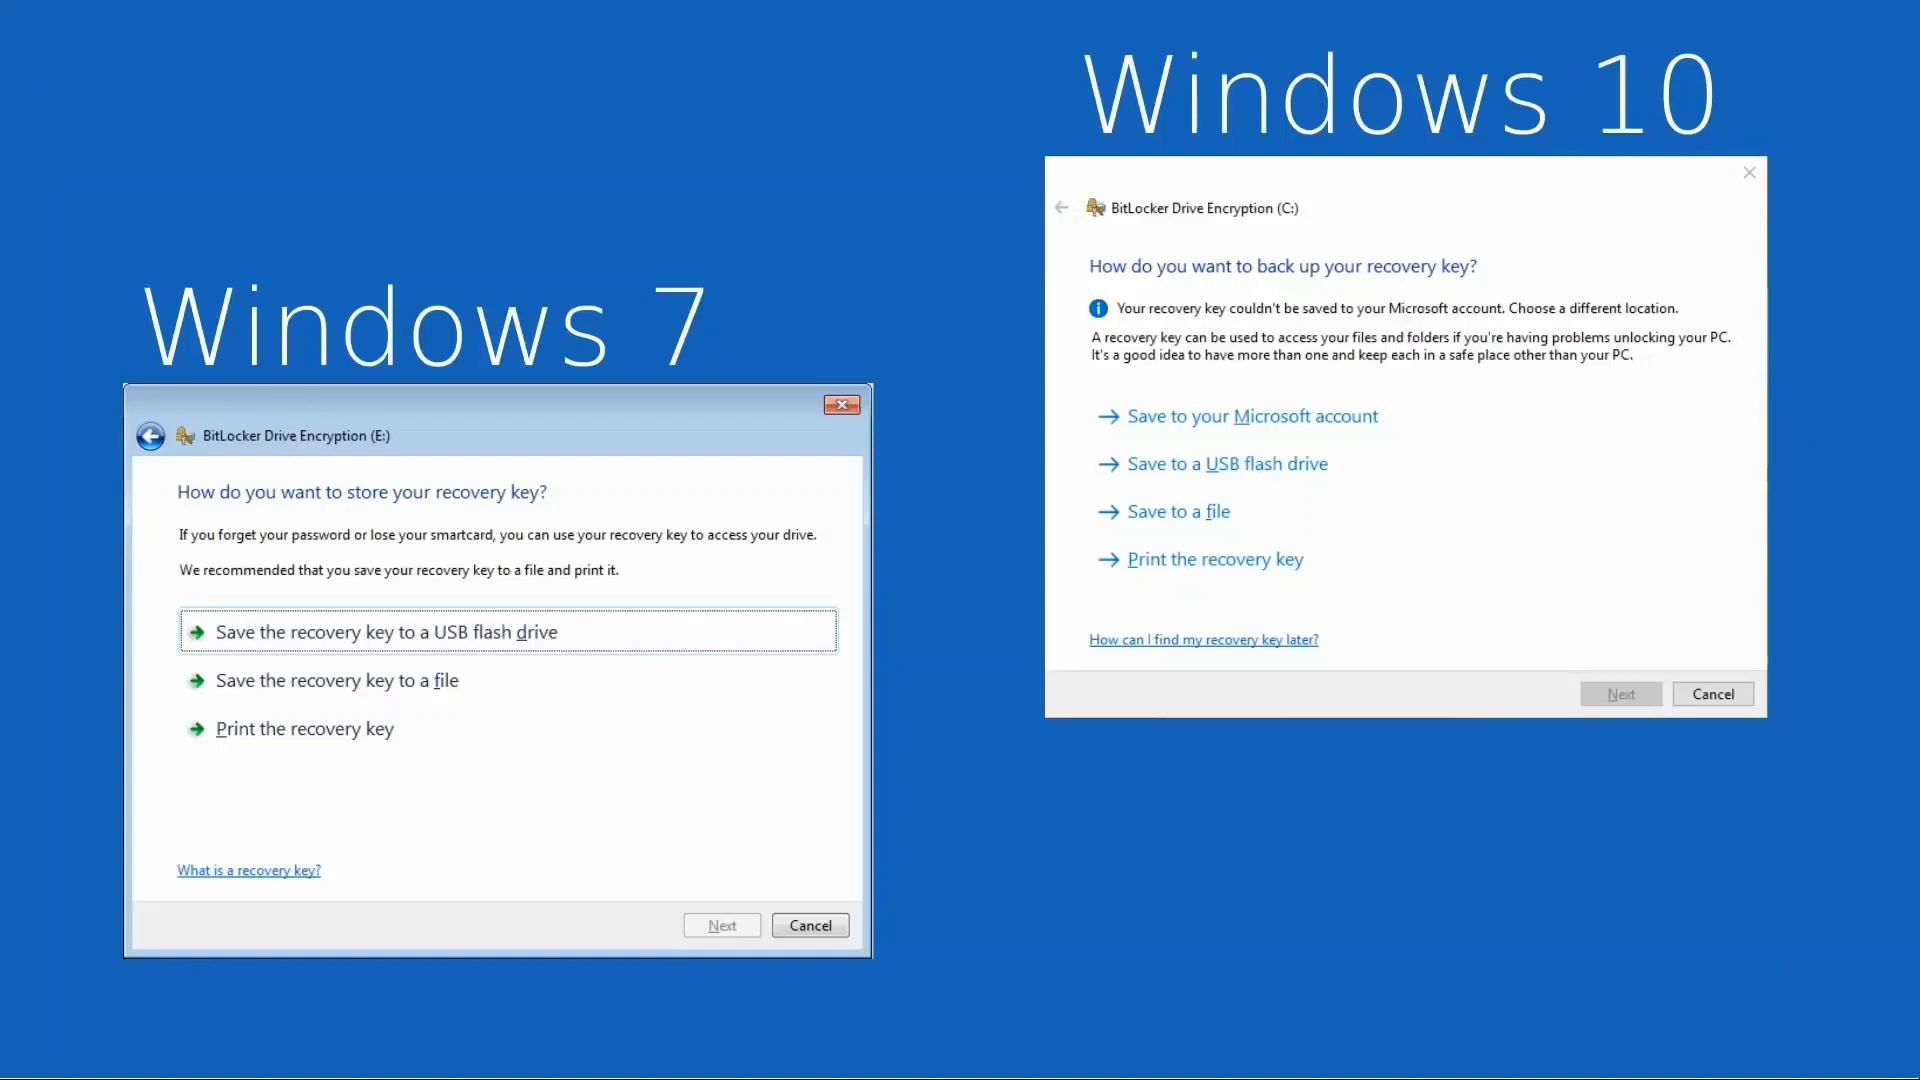 Windows 7
BitLocker Drive Encryption (E:)
How do you want to store your recovery key?
If you forget your password or lose your smartcard, you can use your recovery key to access your drive.
We recommended that you save your recovery key to a file and print it.
Save the recovery key to a USB flash drive
Save the recovery key to a file
Print the recovery key
What is a recovery key?
Next
Cancel
Windows 10
BitLocker Drive Encryption (C:)
How do you want to back up your recovery key?
Your recovery key couldn't be saved to your Microsoft account. Choose a different location.
A recovery key can be used to access your files and folders if you're having problems unlocking your PC.
It's a good idea to have more than one and keep each in a safe place other than your PC.
Save to your Microsoft account
Save to a USB flash drive
Save to a file
Print the recovery key
How can I find my recovery key later?
Next
Cancel